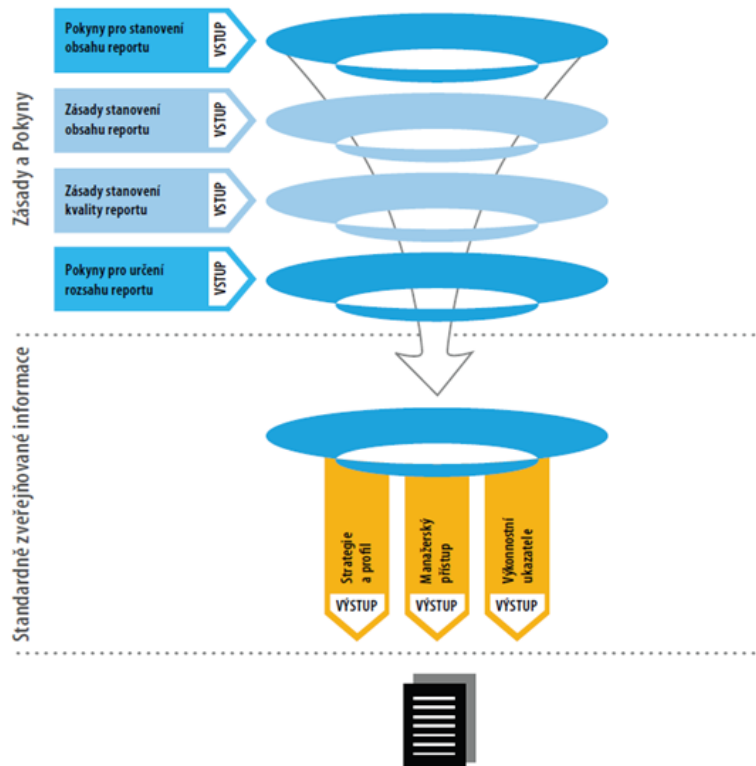 Zásady a Pokyny
Pokyny pro stanovení
obsahu reportu
VSTUP
Zásady stanovení
obsahu reportu
VSTUP
Zásady stanovení
kvality reportu
VSTUP
Pokyny pro určení
rozsahu reportu
VSTUP
Standardně zveřejňované informace
Strategie
a profil
VÝSTUP
Manažerský
přístup
VÝSTUP
Výkonnostní
ukazatele
VÝSTUP